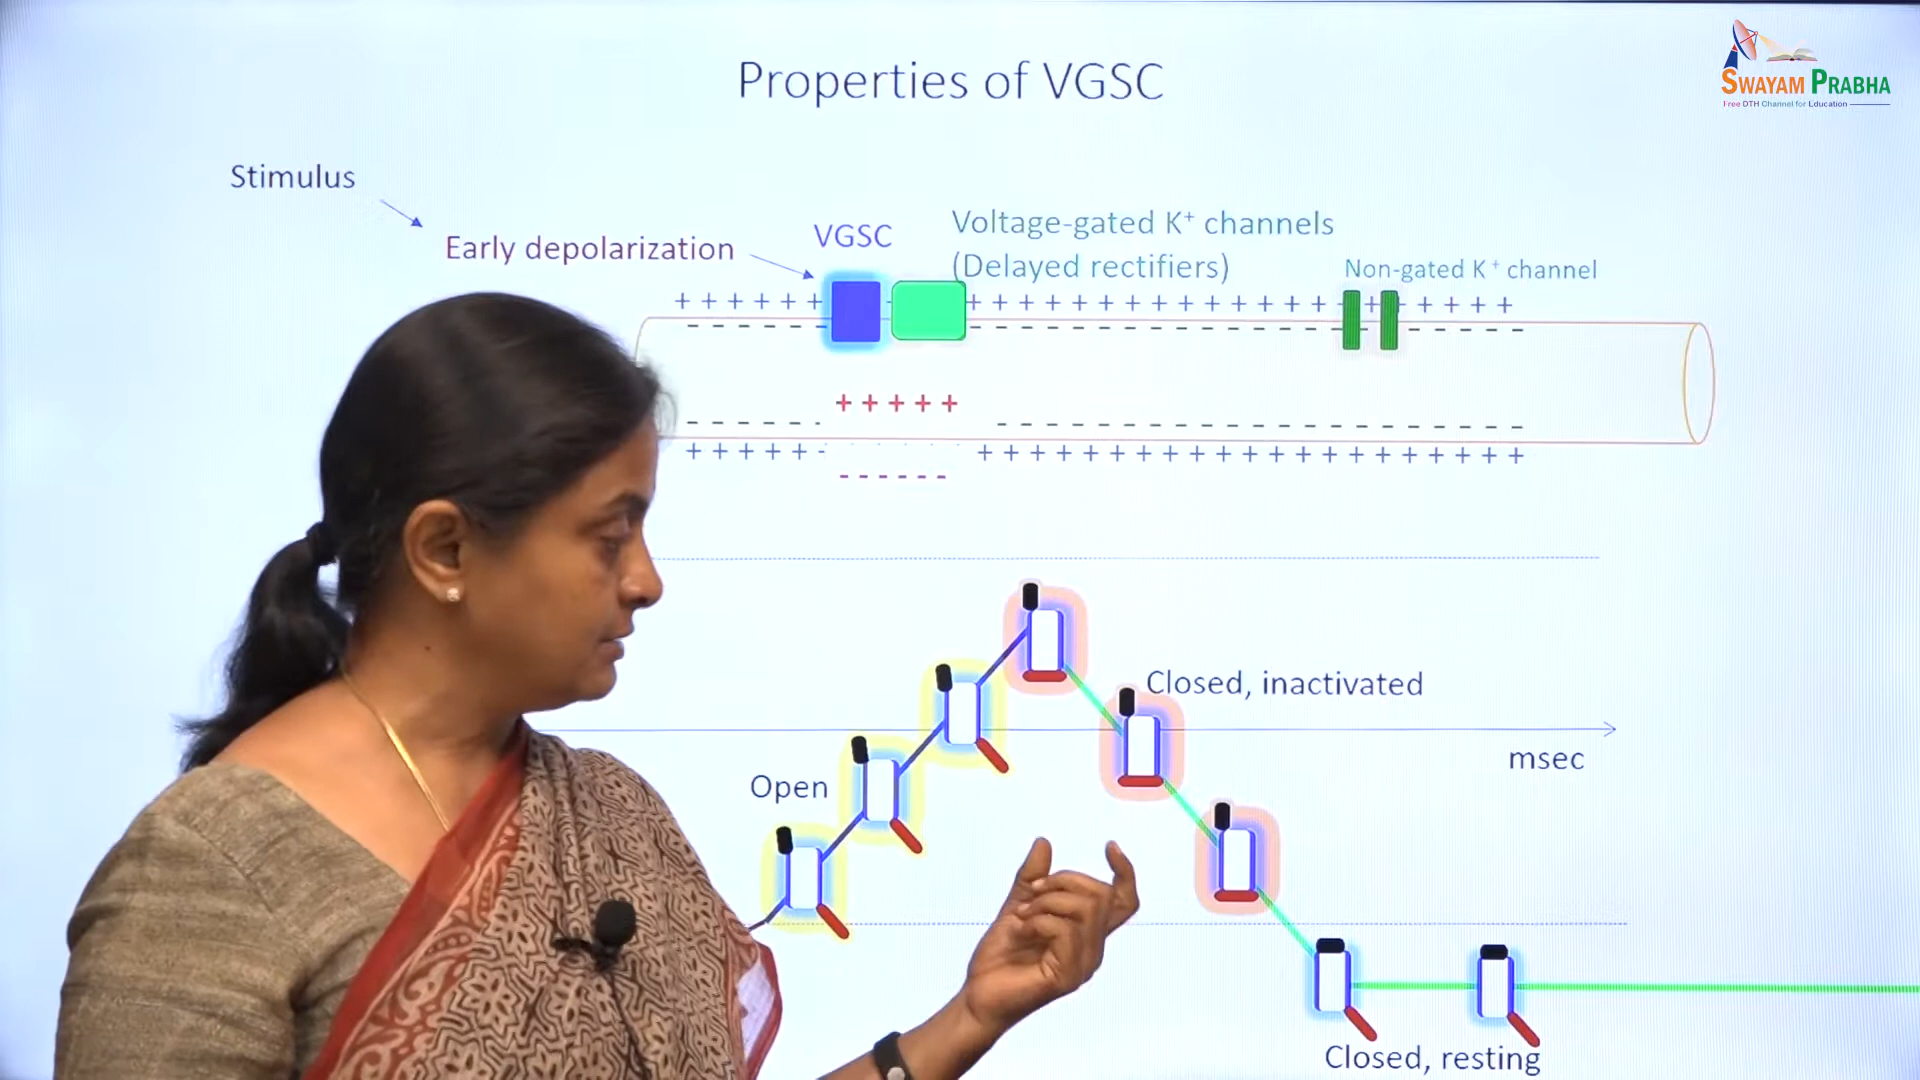 Properties of VGSC
SWAYAM PRABHA
Free DTH Channel for Education
Stimulus
Early depolarization
VGSC
Voltage-gated K⁺ channels
(Delayed rectifiers)
Non-gated K⁺ channel
+ + + + + +
+ + + + + + + + + + + + + + +
+
+ + + +
- - - - - -
- - - - - - - - - - - - - -
-
- - - - -
+ + + + +
- - - - - -
- - - - - - - - - - - - - - - - - - - -
+ + + + + -
+ + + + + + + + + + + + + + + + + + + + +
- - - - - -
Closed, inactivated
msec
Open
Closed, resting